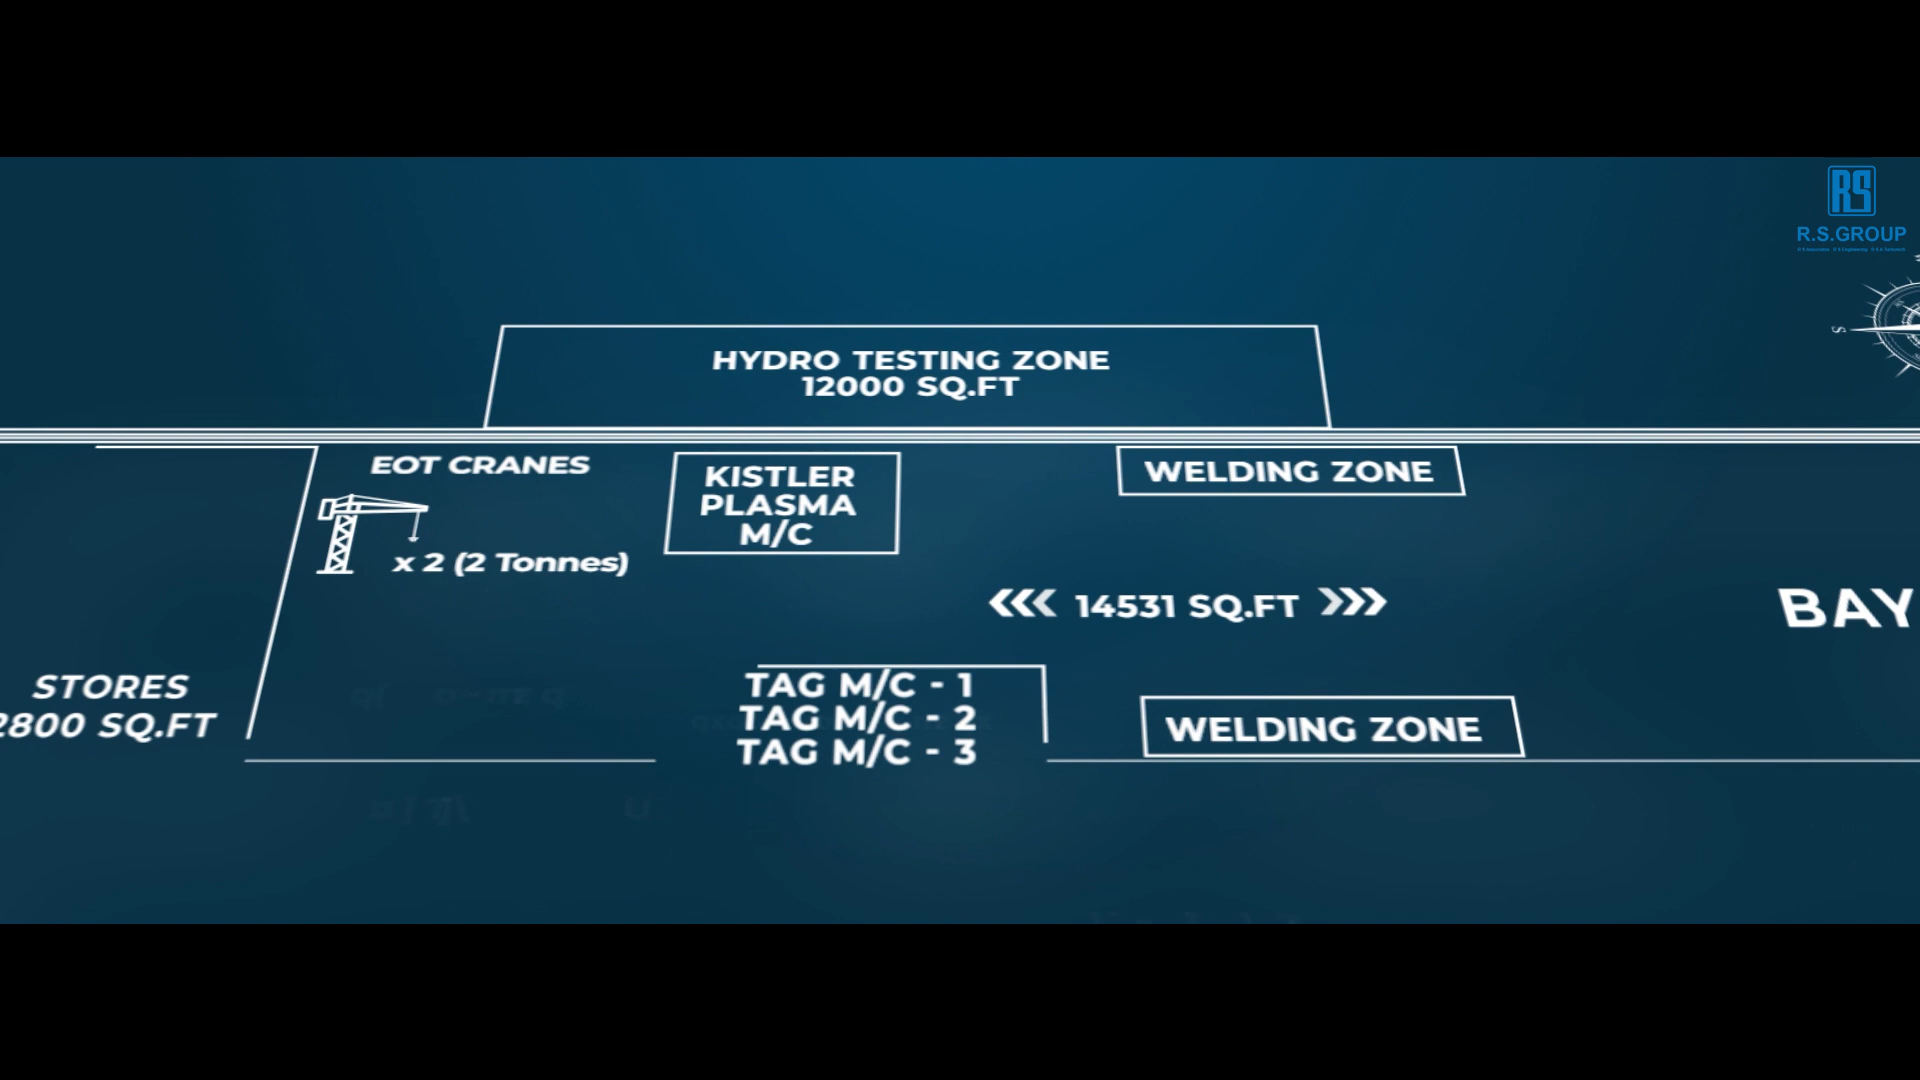 R.S.GROUP
S
HYDRO TESTING ZONE
12000 SQ.FT
EOT CRANES
x 2 (2 Tonnes)
KISTLER
PLASMA
M/C
WELDING ZONE
<<< 14531 SQ.FT >>>
BAY
STORES
2800 SQ.FT
TAG M/C - 1
TAG M/C - 2
TAG M/C - 3
WELDING ZONE